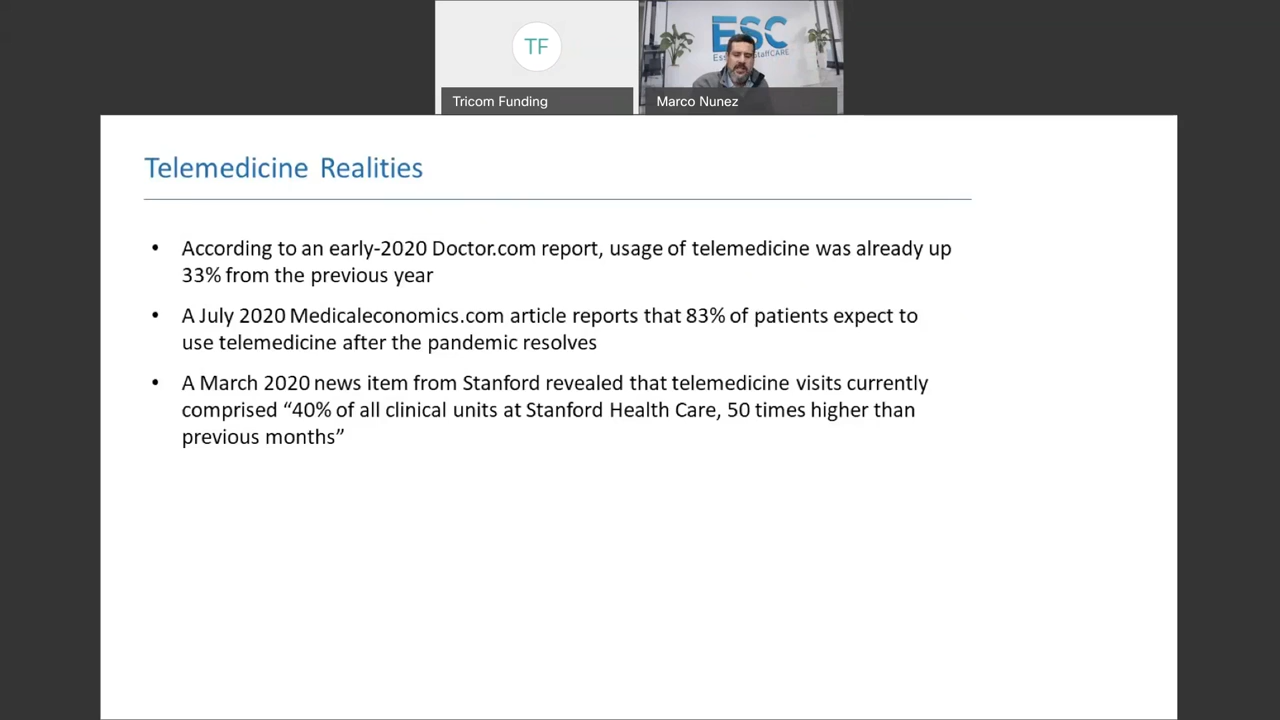 TF
Tricom Funding
ESC
Marco Nunez
Telemedicine Realities
• According to an early-2020 Doctor.com report, usage of telemedicine was already up
33% from the previous year
• A July 2020 Medicaleconomics.com article reports that 83% of patients expect to
use telemedicine after the pandemic resolves
• A March 2020 news item from Stanford revealed that telemedicine visits currently
comprised “40% of all clinical units at Stanford Health Care, 50 times higher than
previous months”